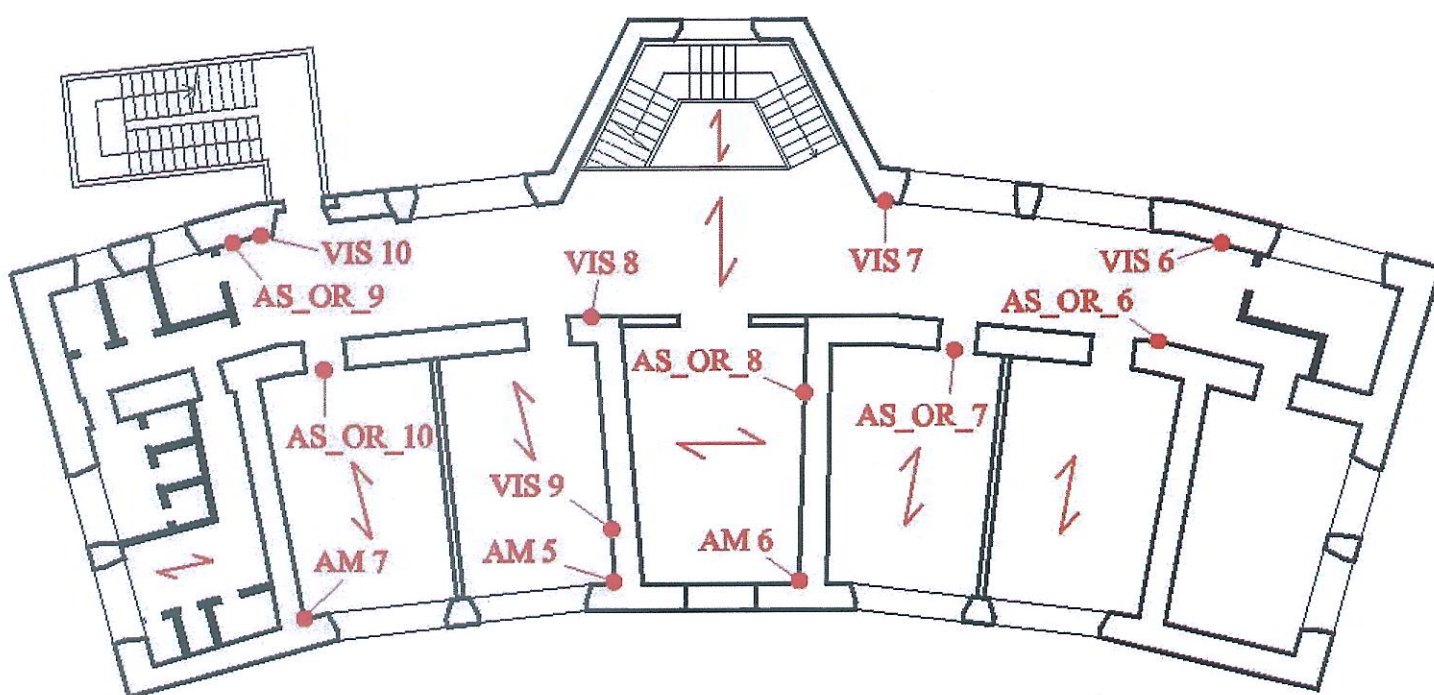 VIS 10
VIS 8
VIS 7
VIS 6
AS_OR_9
AS_OR_6
AS_OR_8
AS_OR_10
AS_OR_7
VIS 9
AM 7
AM 5
AM 6